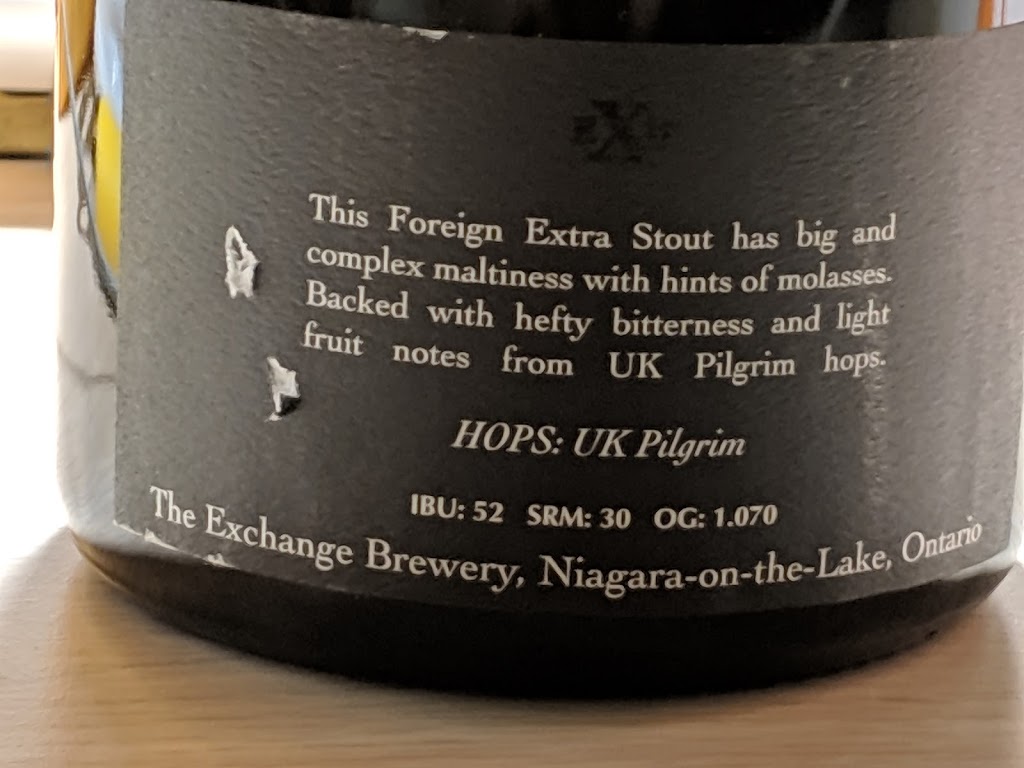 This Foreign Extra Stout has big and
complex maltiness with hints of molasses.
Backed with hefty bitterness and light
fruit notes from UK Pilgrim hops.
HOPS: UK Pilgrim
IBU: 52 SRM: 30 OG: 1.070
The Exchange Brewery, Niagara-on-the-Lake, Ontario